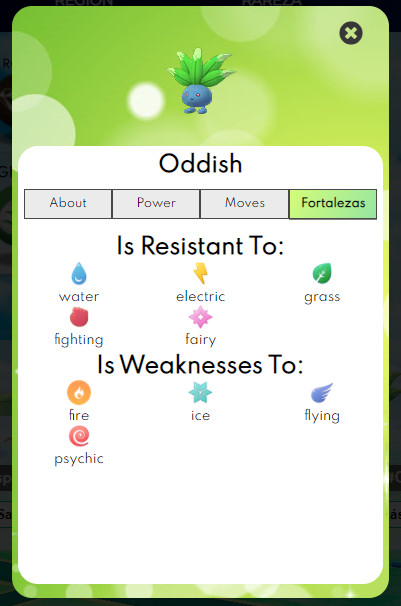 REGION RAREZA
Oddish
About Power Moves Fortalezas
Is Resistant To:
water electric grass
fighting fairy
Is Weaknesses To:
fire ice flying
psychic